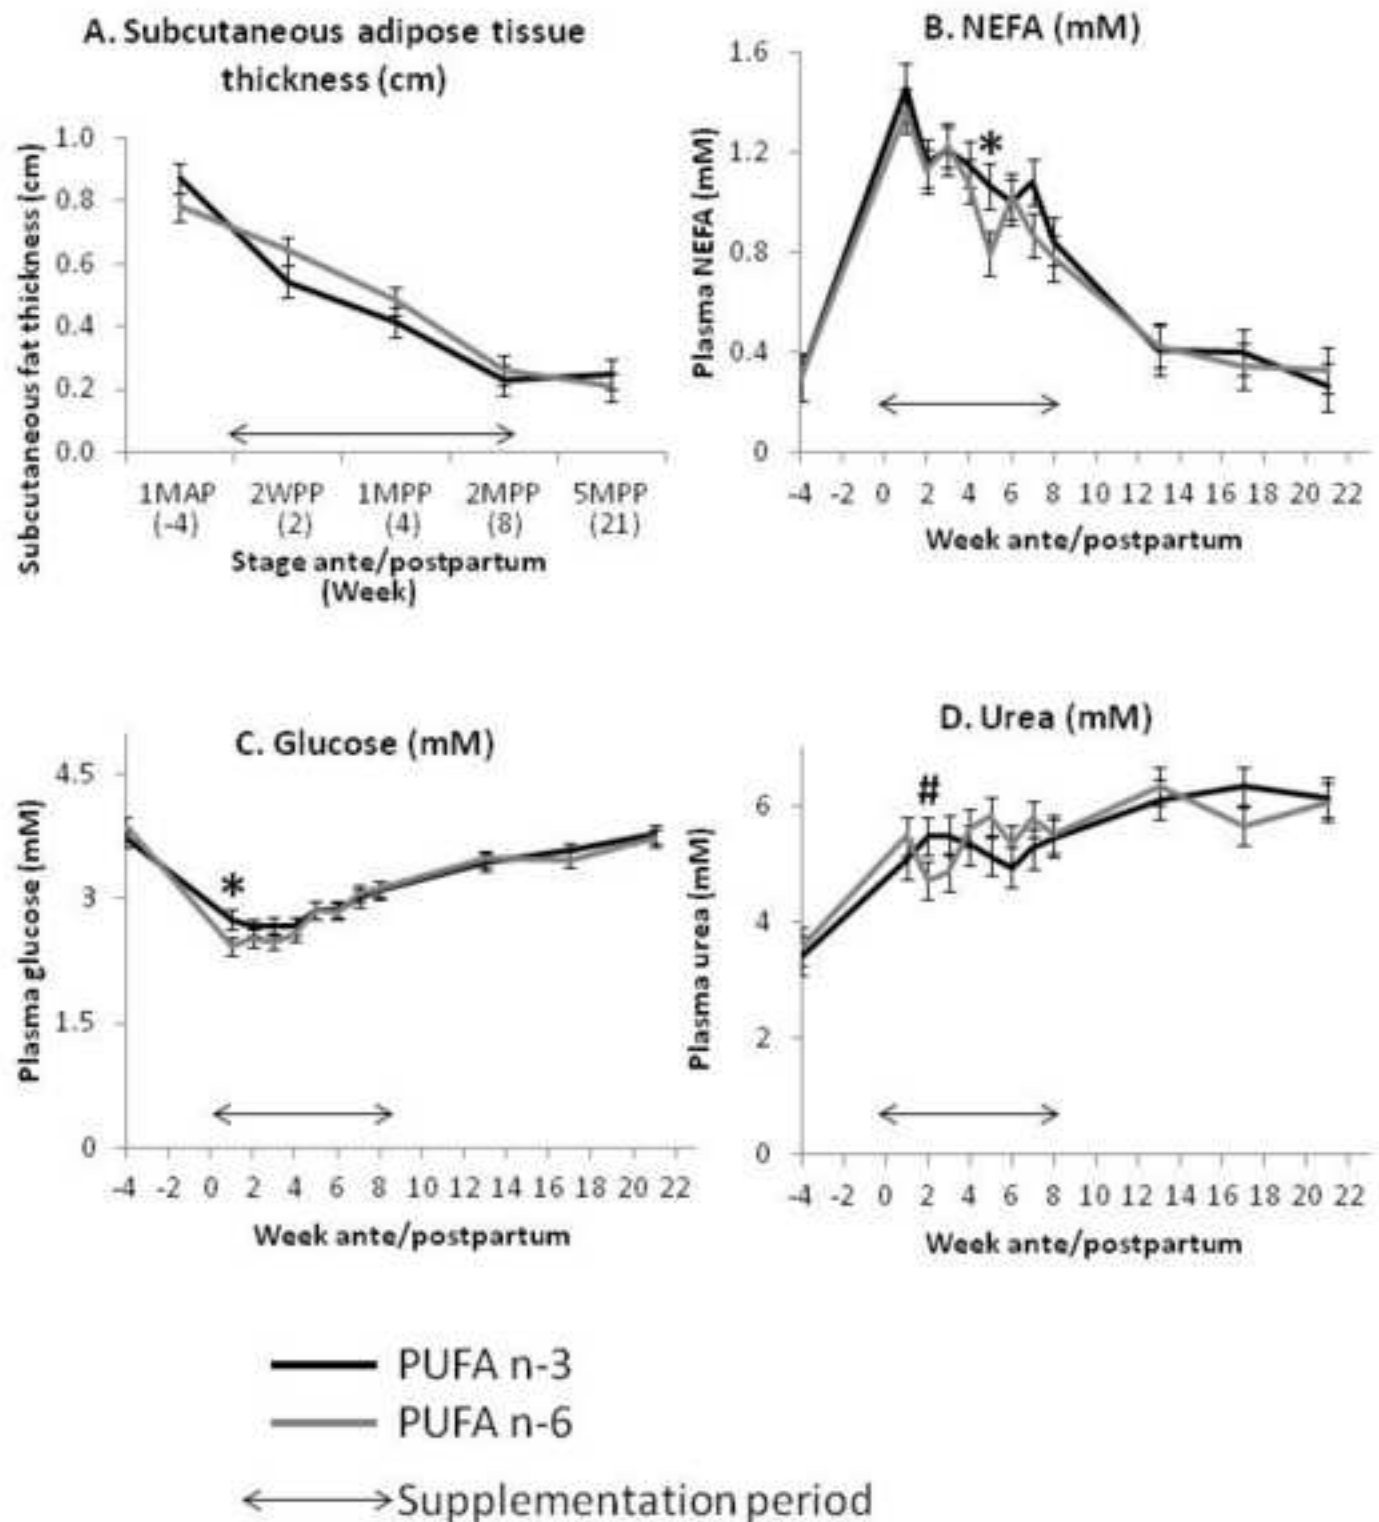 A. Subcutaneous adipose tissue
thickness (cm)
Subcutaneous fat thickness (cm)
1.0
0.8
0.6
0.4
0.2
0.0
1MAP 2WPP 1MPP 2MPP 5MPP
(-4) (2) (4) (8) (21)
Stage ante/postpartum
(Week)
B. NEFA (mM)
Plasma NEFA (mM)
1.6
1.2
0.8
0.4
0
*
-4 -2 0 2 4 6 8 10 12 14 16 18 20 22
Week ante/postpartum
C. Glucose (mM)
Plasma glucose (mM)
4.5
3
1.5
0
*
-4 -2 0 2 4 6 8 10 12 14 16 18 20 22
Week ante/postpartum
D. Urea (mM)
Plasma urea (mM)
6
4
2
0
#
-4 -2 0 2 4 6 8 10 12 14 16 18 20 22
Week ante/postpartum
PUFA n-3
PUFA n-6
Supplementation period